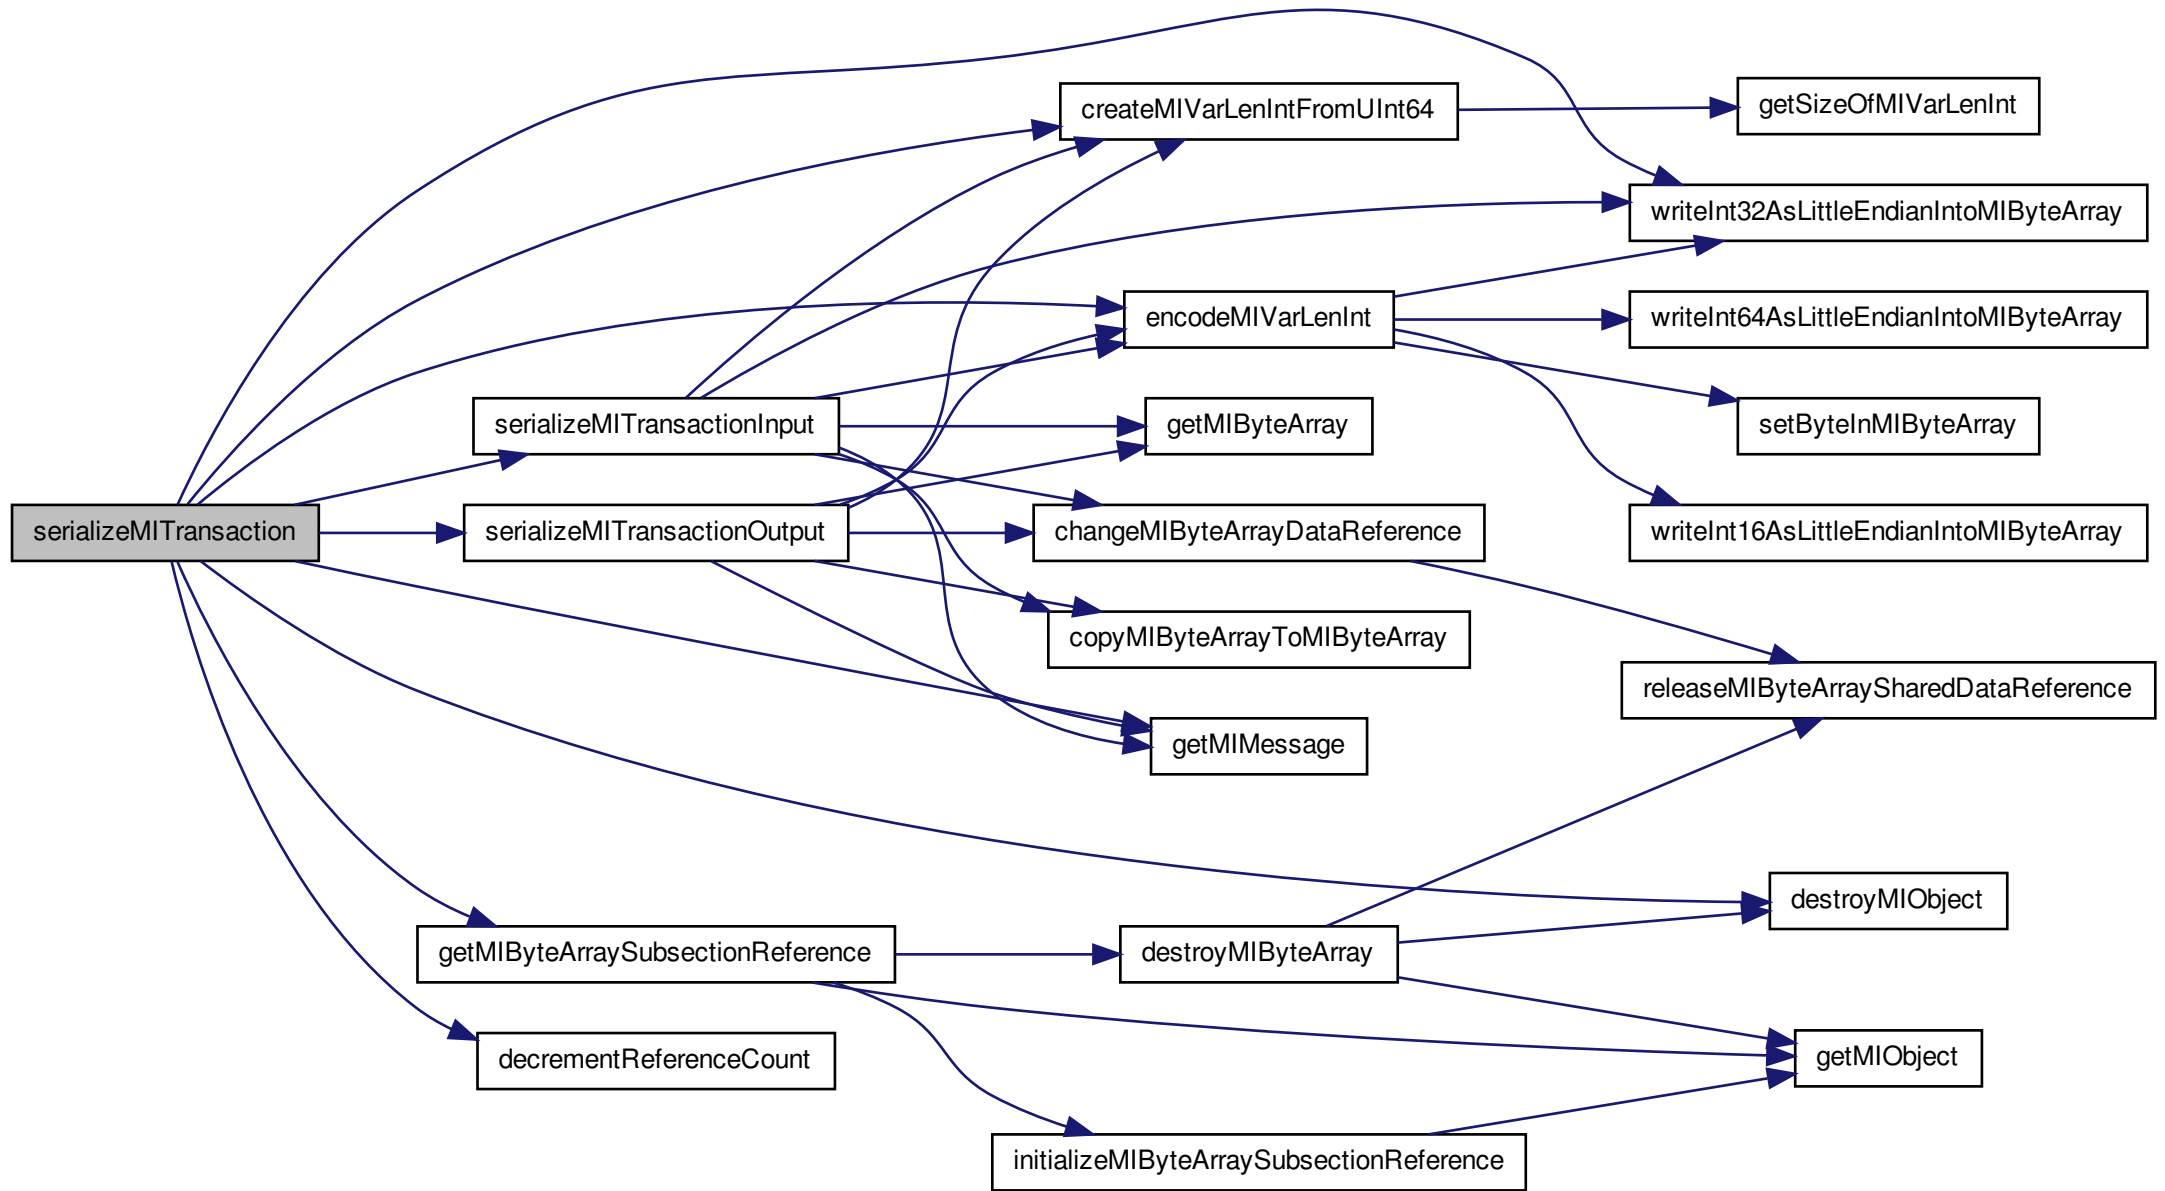 createMIVarLenIntFromUInt64
getSizeOfMIVarLenInt
writeInt32AsLittleEndianIntoMIByteArray
encodeMIVarLenInt
writeInt64AsLittleEndianIntoMIByteArray
serializeMITransactionInput
getMIByteArray
setByteInMIByteArray
serializeMITransaction
serializeMITransactionOutput
changeMIByteArrayDataReference
writeInt16AsLittleEndianIntoMIByteArray
copyMIByteArrayToMIByteArray
releaseMIByteArraySharedDataReference
getMIMessage
destroyMIObject
getMIByteArraySubsectionReference
destroyMIByteArray
decrementReferenceCount
getMIObject
initializeMIByteArraySubsectionReference